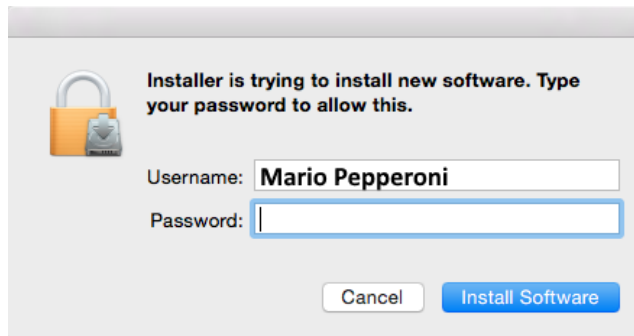 Installer is trying to install new software. Type
your password to allow this.
Username: Mario Pepperoni
Password:
Cancel Install Software